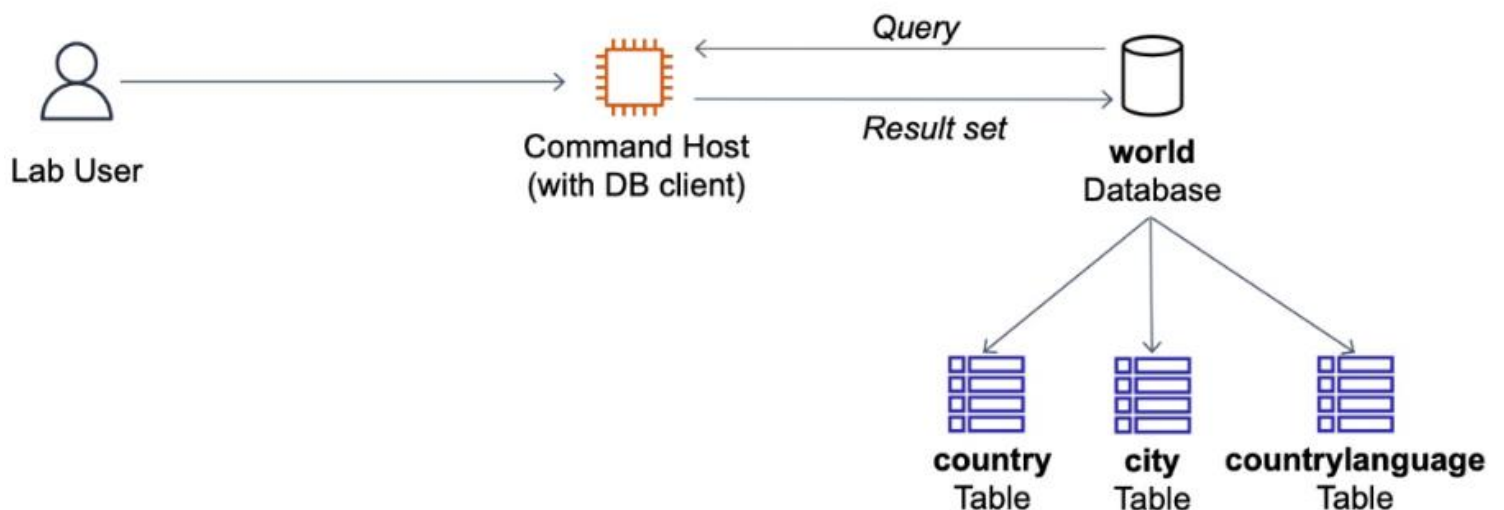 Query
Result set
Lab User
Command Host
(with DB client)
world
Database
country
Table
city
Table
countrylanguage
Table